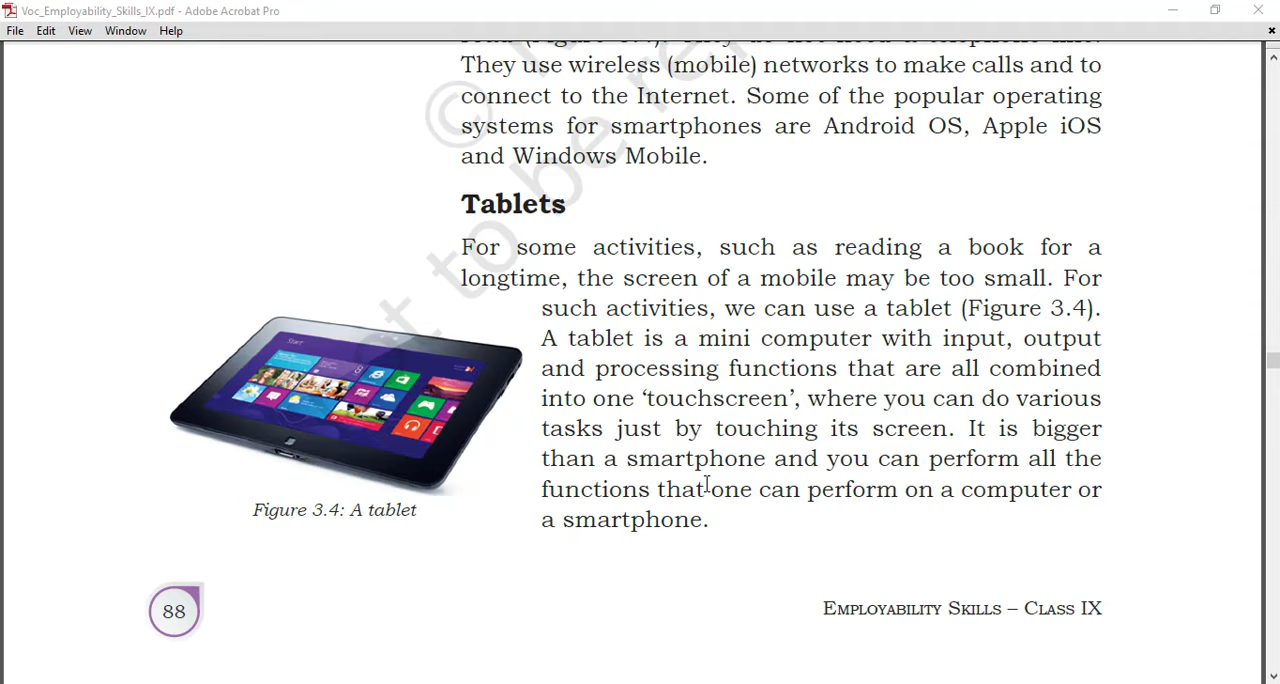 Voc_Employability_Skills_IX.pdf - Adobe Acrobat Pro
File Edit View Window Help
They use wireless (mobile) networks to make calls and to
connect to the Internet. Some of the popular operating
systems for smartphones are Android OS, Apple iOS
and Windows Mobile.
Tablets
For some activities, such as reading a book for a
longtime, the screen of a mobile may be too small. For
such activities, we can use a tablet (Figure 3.4).
A tablet is a mini computer with input, output
and processing functions that are all combined
into one ‘touchscreen’, where you can do various
tasks just by touching its screen. It is bigger
than a smartphone and you can perform all the
functions that one can perform on a computer or
a smartphone.
Start
Figure 3.4: A tablet
88
Employability Skills – Class IX
©
to be